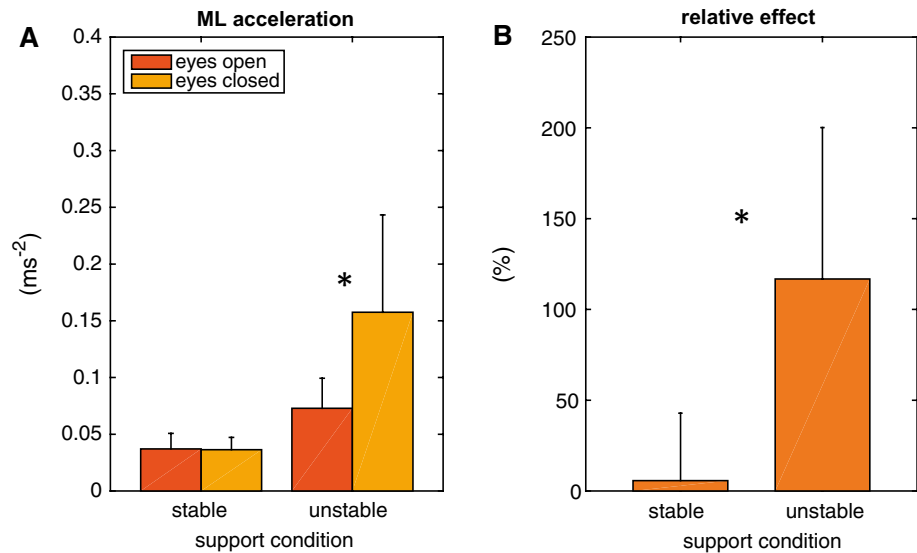 A
ML acceleration
eyes open
eyes closed
0.4
0.35
0.3
0.25
0.2
0.15
0.1
0.05
0
(ms-2)
*
stable unstable
support condition
B
relative effect
250
200
150
100
50
0
(%)
*
stable unstable
support condition